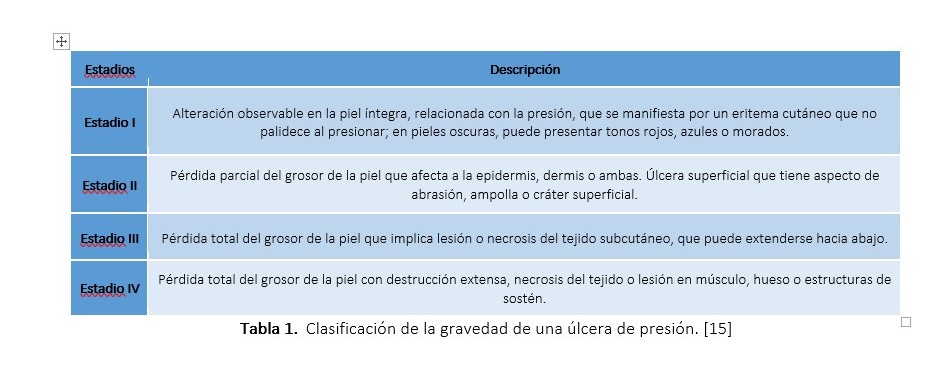 Estadios Descripción
Estadio I
Alteración observable en la piel íntegra, relacionada con la presión, que se manifiesta por un eritema cutáneo que no
palidece al presionar; en pieles oscuras, puede presentar tonos rojos, azules o morados.
Estadio II
Pérdida parcial del grosor de la piel que afecta a la epidermis, dermis o ambas. Úlcera superficial que tiene aspecto de
abrasión, ampolla o cráter superficial.
Estadio III Pérdida total del grosor de la piel que implica lesión o necrosis del tejido subcutáneo, que puede extenderse hacia abajo.
Estadio IV
Pérdida total del grosor de la piel con destrucción extensa, necrosis del tejido o lesión en músculo, hueso o estructuras de
sostén.
Tabla 1. Clasificación de la gravedad de una úlcera de presión. [15]